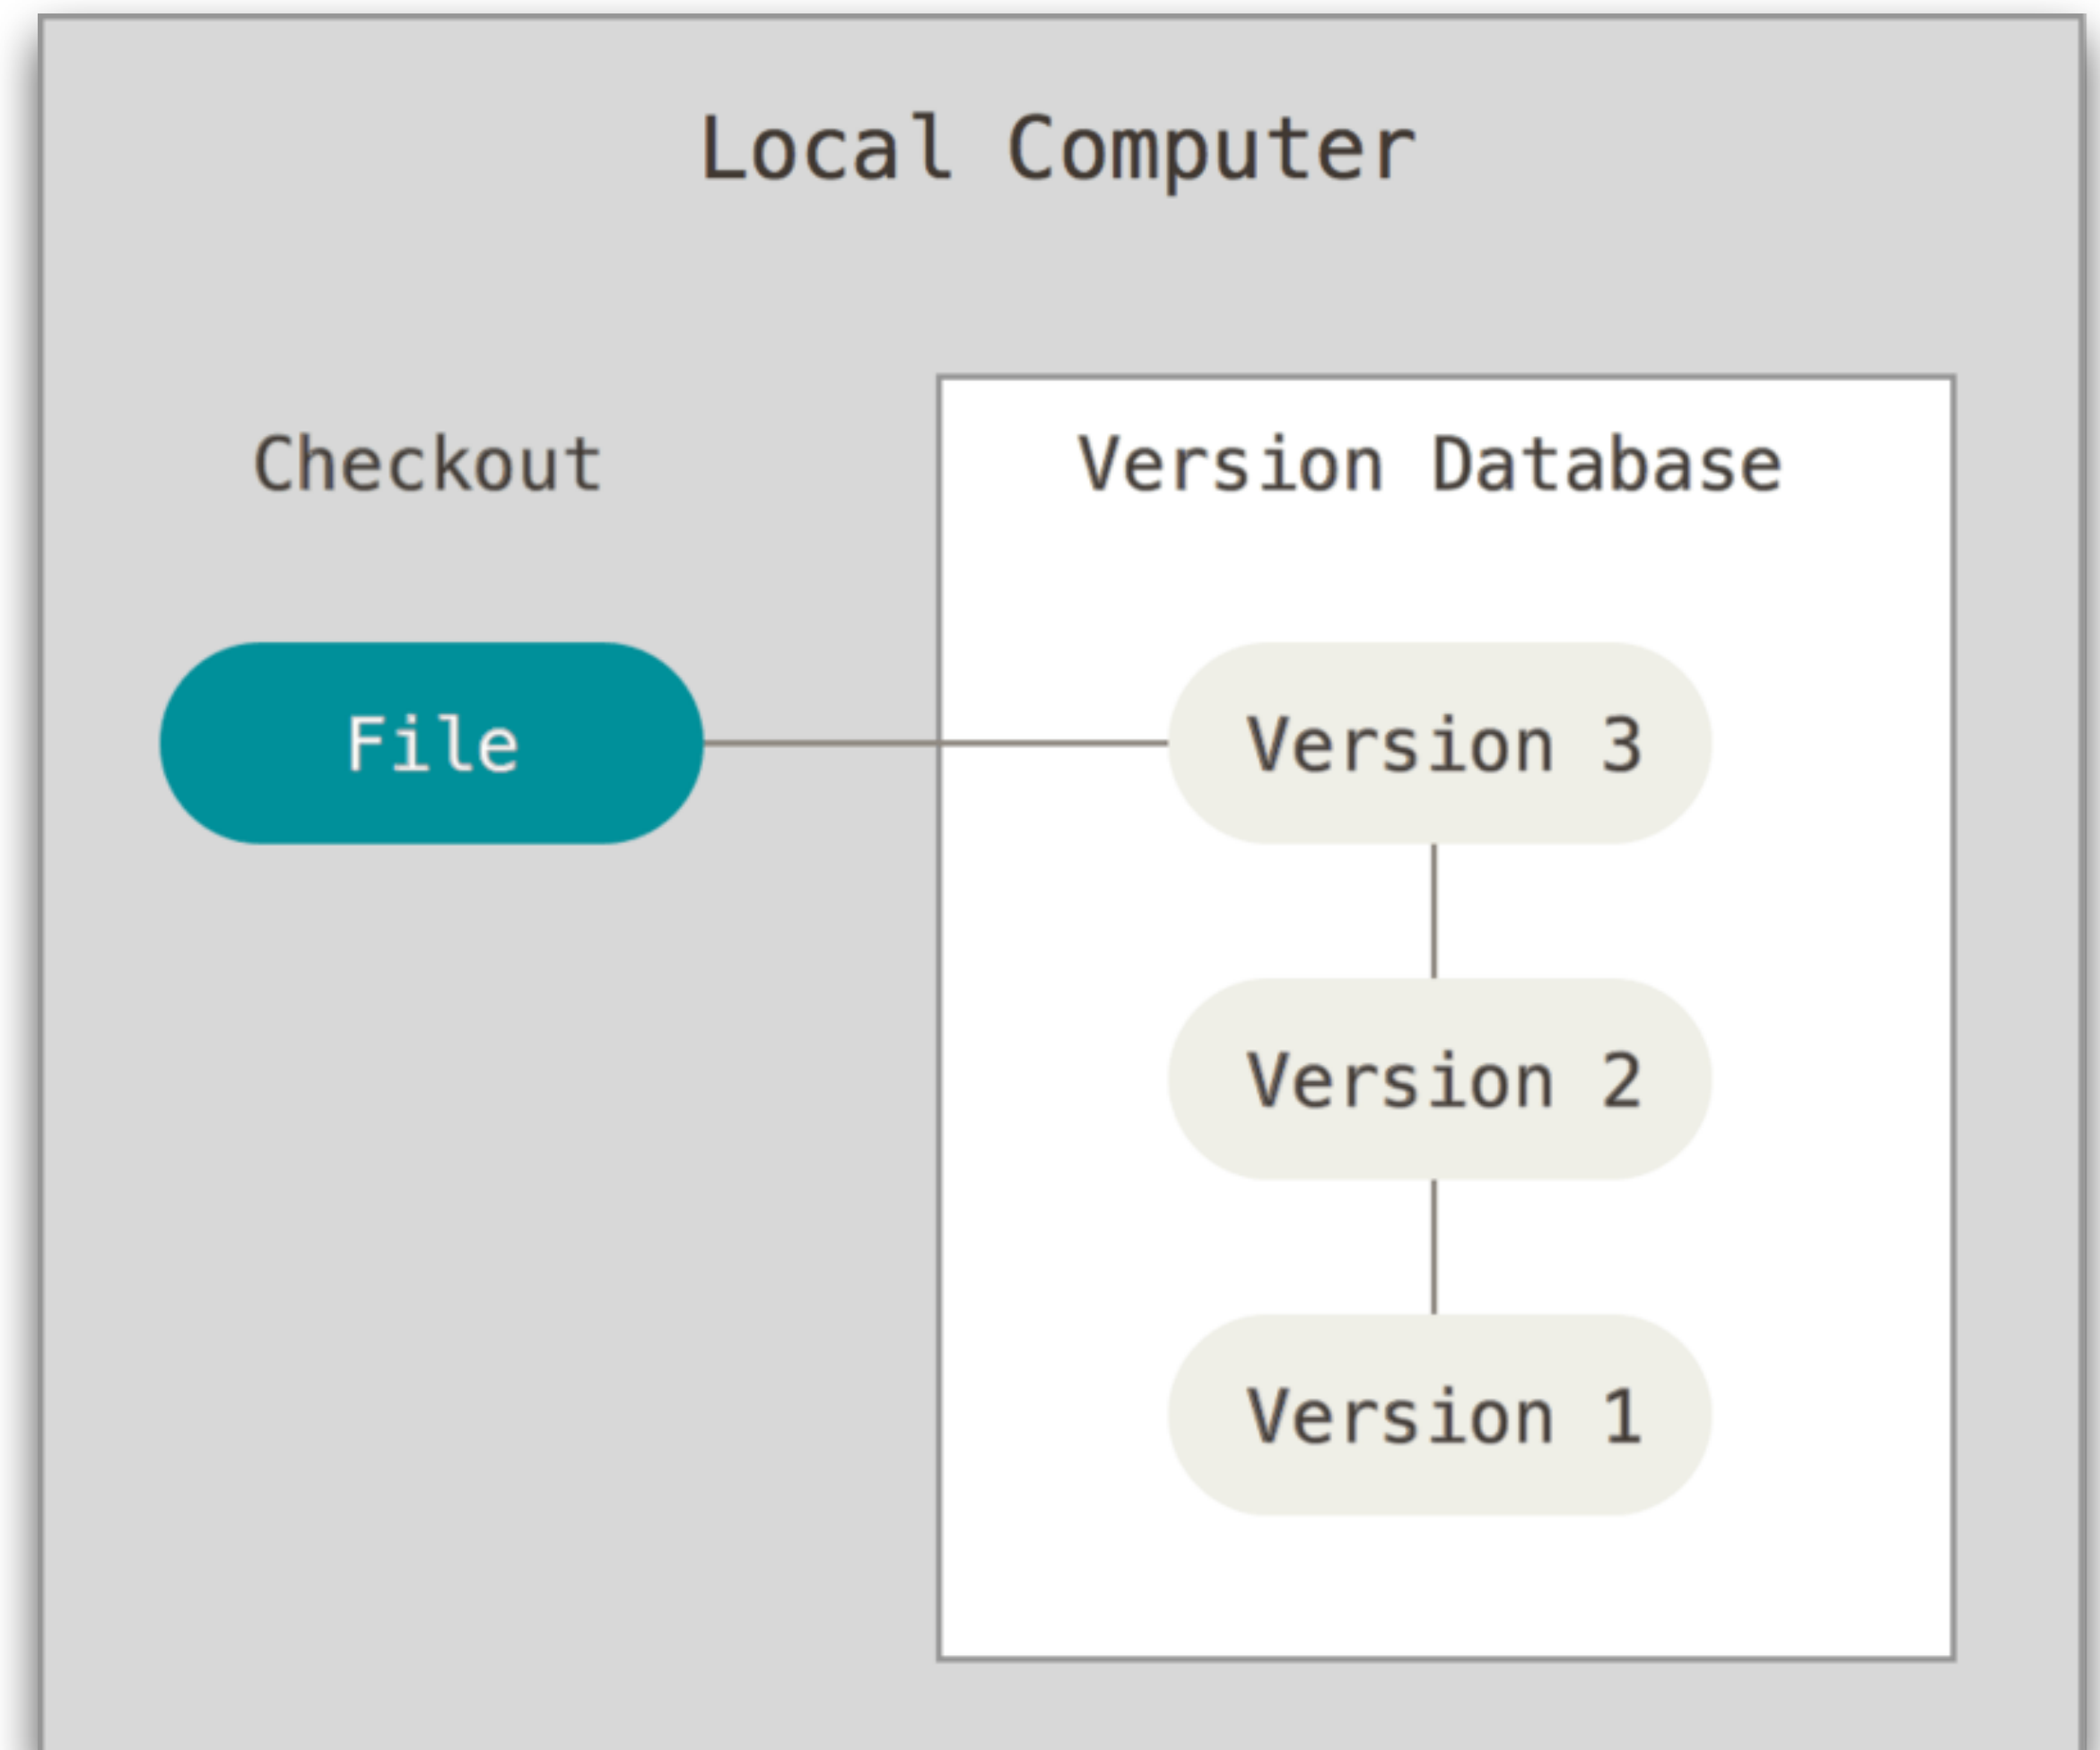 Local Computer
Checkout
Version Database
File
Version 3
Version 2
Version 1